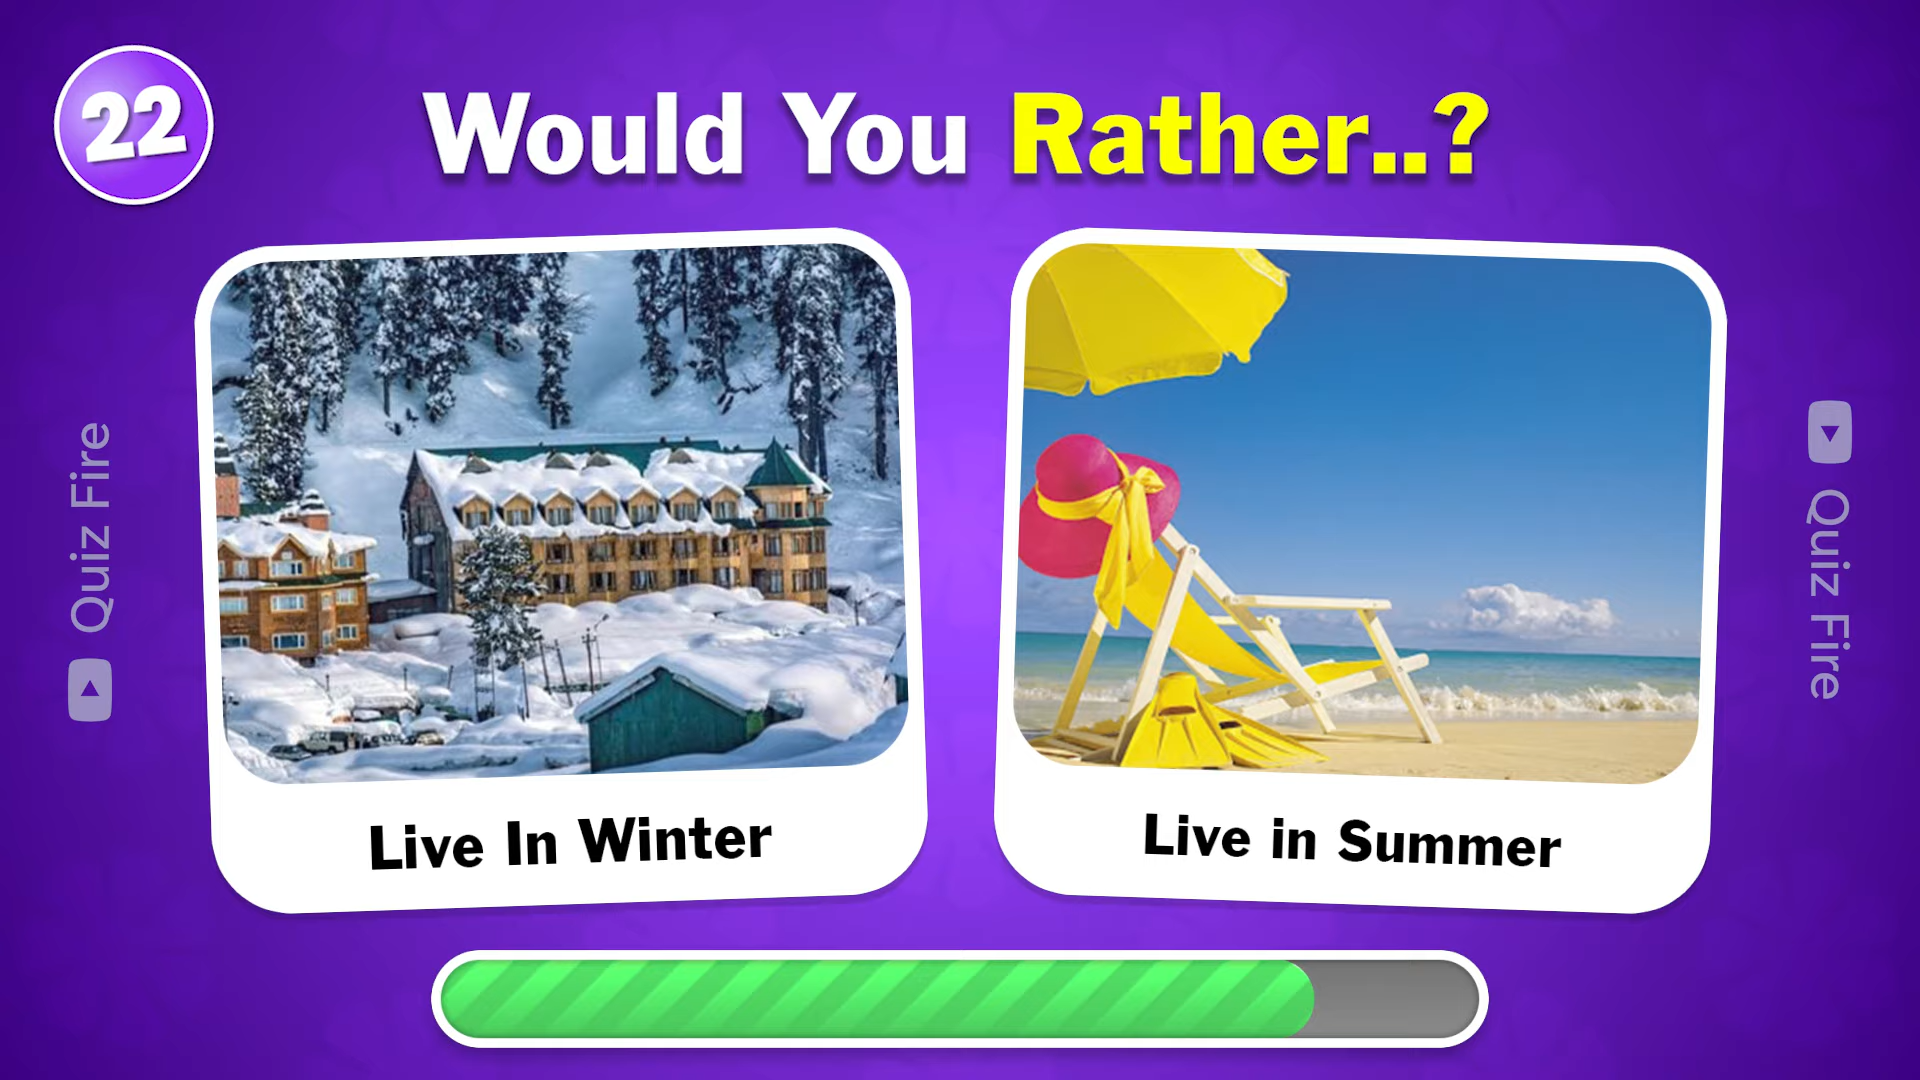 22
Would You Rather..?
Live In Winter
Live in Summer
Quiz Fire
Quiz Fire